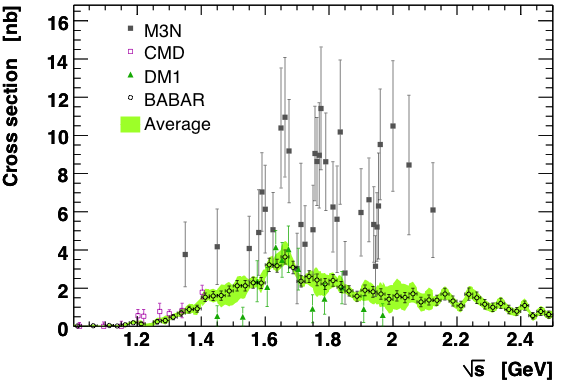 Cross section [nb]
16
14
12
10
8
6
4
2
0
M3N
CMD
DM1
BABAR
Average
1.2 1.4 1.6 1.8 2 2.2 2.4
√s [GeV]